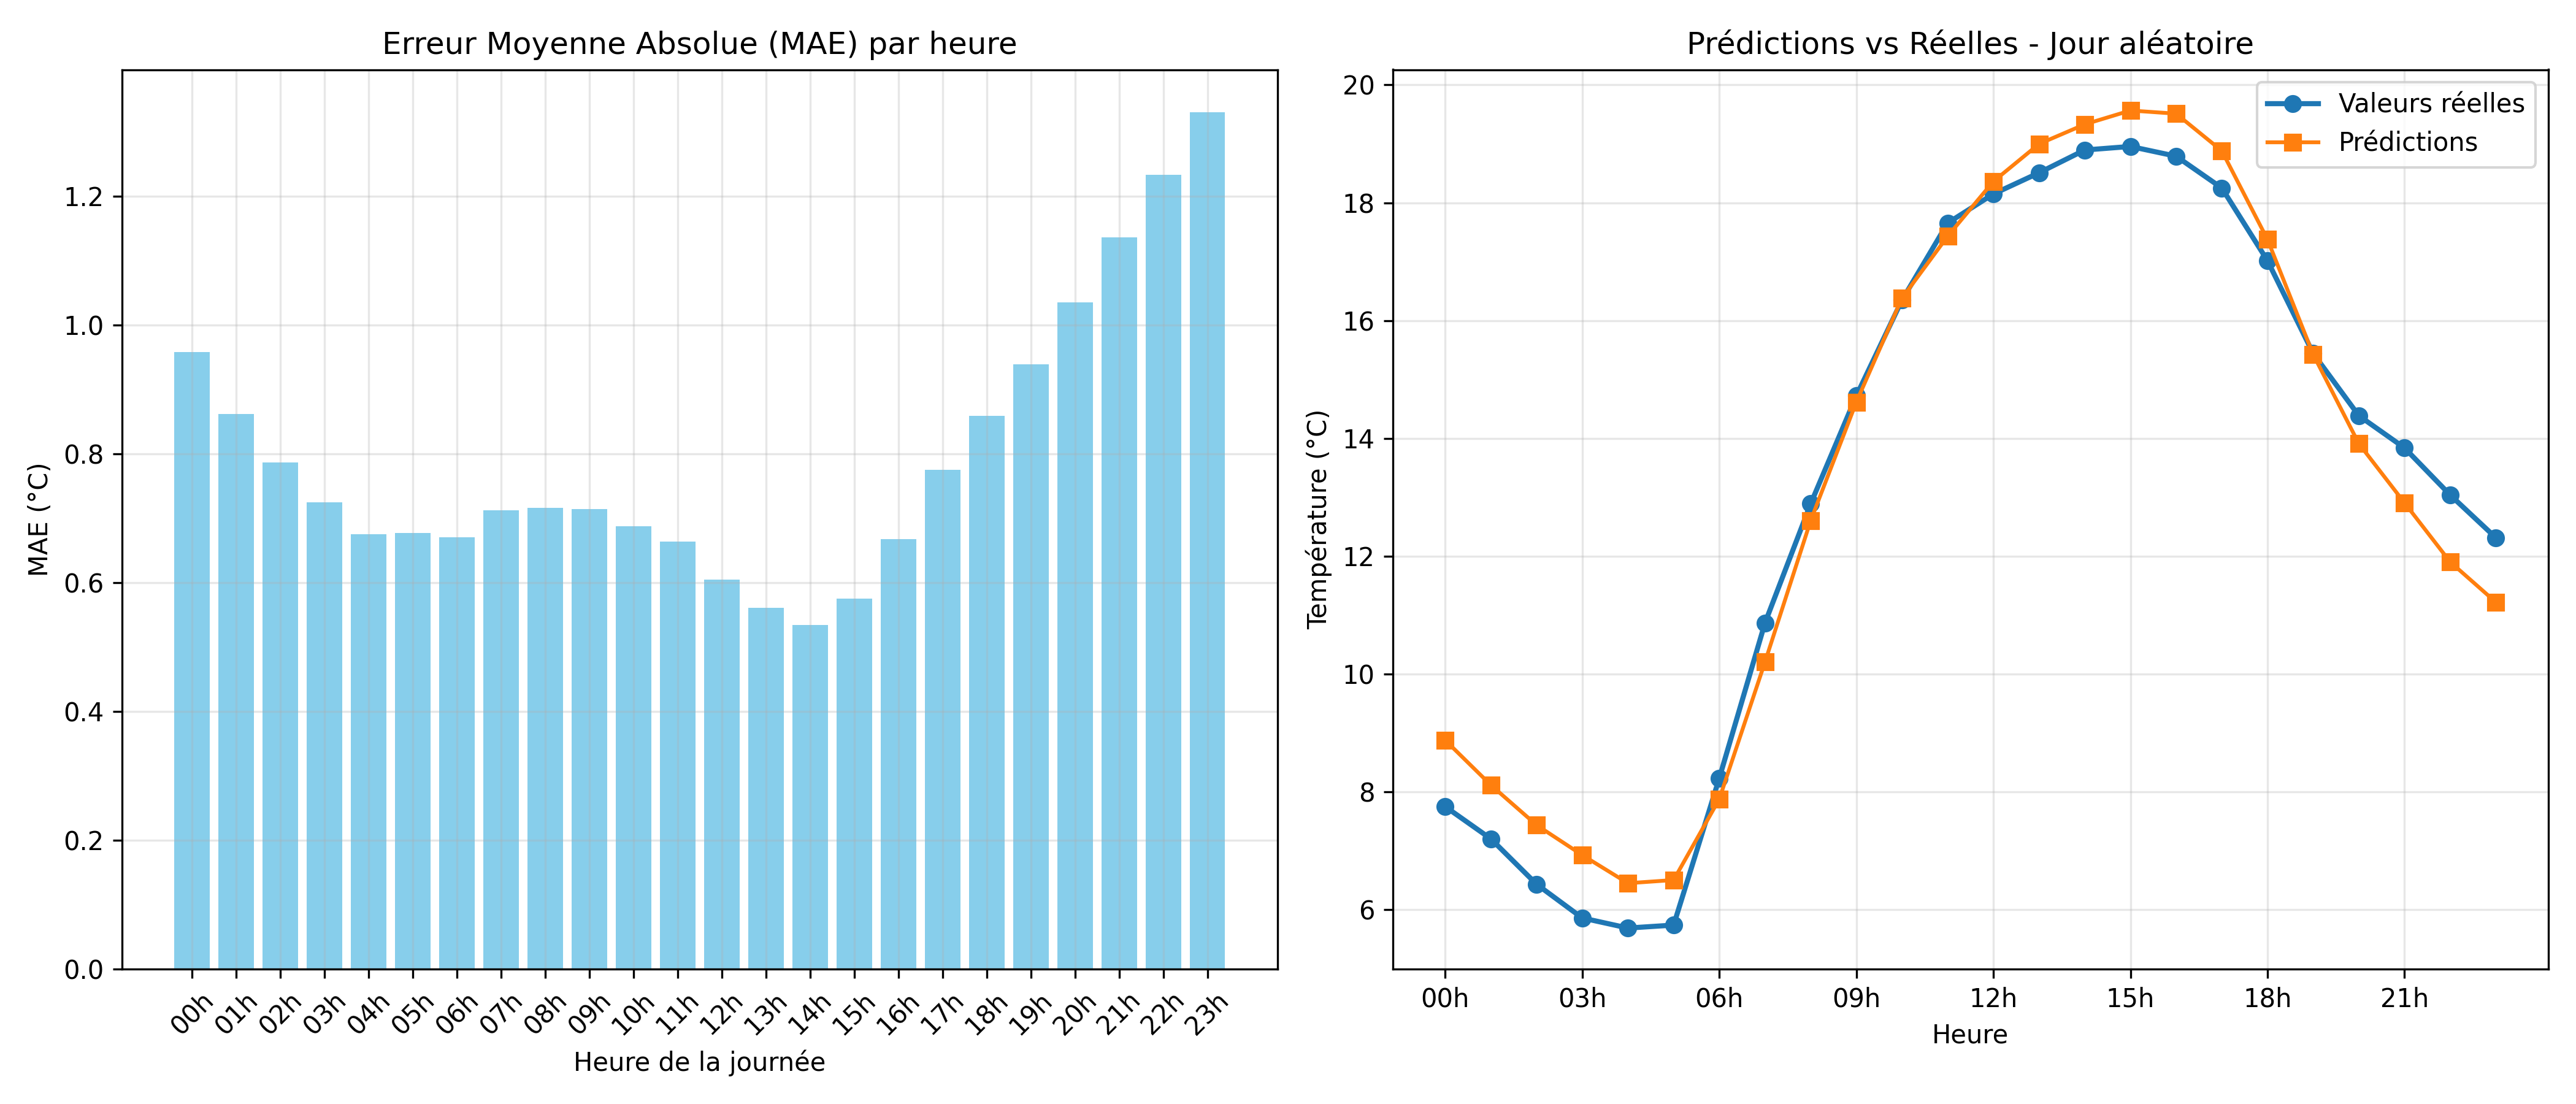 Erreur Moyenne Absolue (MAE) par heure
MAE (°C)
1.2
1.0
0.8
0.6
0.4
0.2
0.0
00h 01h 02h 03h 04h 05h 06h 07h 08h 09h 10h 11h 12h 13h 14h 15h 16h 17h 18h 19h 20h 21h 22h 23h
Heure de la journée
Prédictions vs Réelles - Jour aléatoire
Valeurs réelles
Prédictions
Température (°C)
20
18
16
14
12
10
8
6
00h 03h 06h 09h 12h 15h 18h 21h
Heure